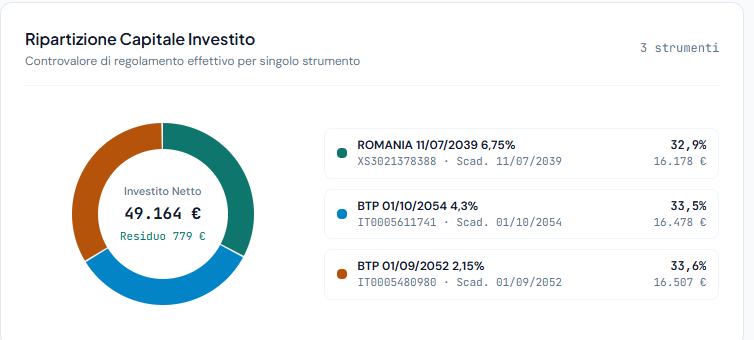 Ripartizione Capitale Investito
Controvalore di regolamento effettivo per singolo strumento
3 strumenti
Investito Netto
49.164 €
Residuo 779 €
ROMANIA 11/07/2039 6,75%
32,9%
XS3021378388 · Scad. 11/07/2039
16.178 €
BTP 01/10/2054 4,3%
33,5%
IT0005611741 · Scad. 01/10/2054
16.478 €
BTP 01/09/2052 2,15%
33,6%
IT0005480980 · Scad. 01/09/2052
16.507 €